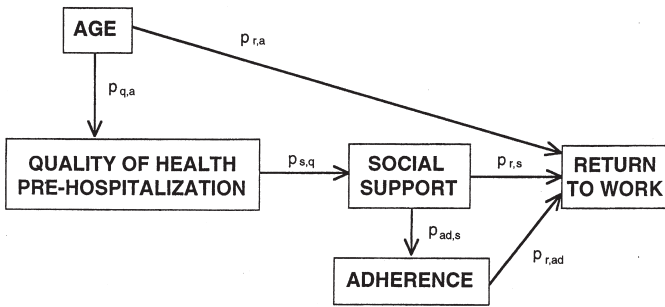 AGE
p r,a
p q,a
QUALITY OF HEALTH
PRE-HOSPITALIZATION
p s,q
SOCIAL
SUPPORT
p r,s
RETURN
TO WORK
p ad,s
ADHERENCE
p r,ad